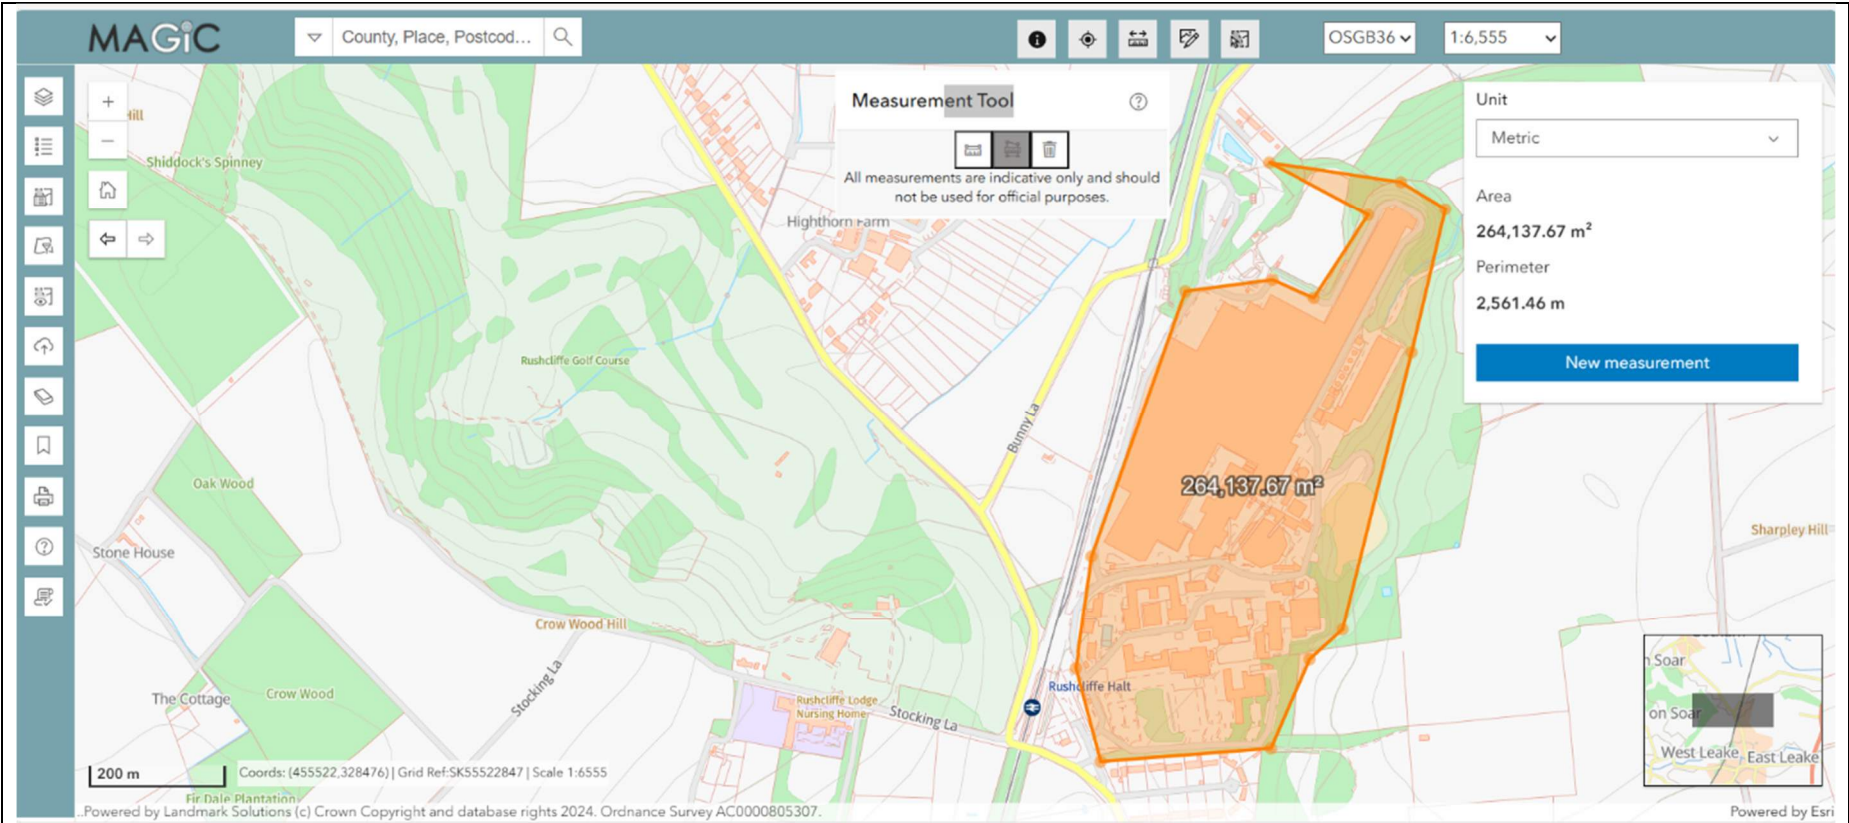 MAGiC
County, Place, Postcod...
OSGB36
1:6,555
Measurement Tool
All measurements are indicative only and should
not be used for official purposes.
Unit
Metric
Area
264,137.67 m²
Perimeter
2,561.46 m
New measurement
Hill
Shiddock's Spinney
Highthorn Farm
Rushcliffe Golf Course
Bunny La
Oak Wood
264,137.67 m²
Stone House
Sharpley Hill
Crow Wood Hill
Stocking La
The Cottage
Crow Wood
Rushcliffe Halt
Rushcliffe Lodge
Nursing Home
Stocking La
n Soar
on Soar
West Leake
East Leake
200 m
Coords: (455522,328476) | Grid Ref:SK55522847 | Scale 1:6555
Fir Dale Plantation
..Powered by Landmark Solutions (c) Crown Copyright and database rights 2024. Ordnance Survey AC0000805307.
Powered by Esri